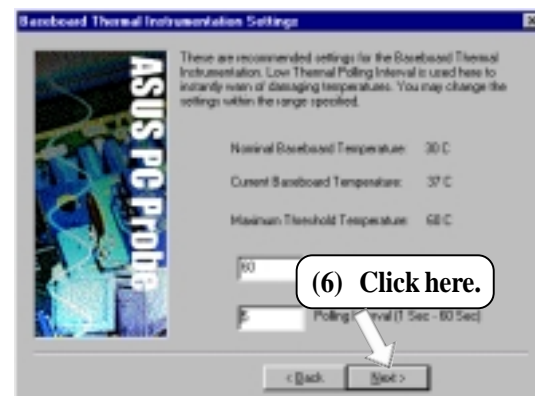 Baseboard Thermal Instrumentation Settings
ASUS PC Probe
These are recommended settings for the Baseboard Thermal
Instrumentation. Low Thermal Polling Interval is used here to
instantly warn of damaging temperatures. You may change the
settings within the range specified.
Nominal Baseboard Temperature: 30 C
Current Baseboard Temperature: 37 C
Maximum Threshold Temperature: 60 C
60
(6) Click here.
Polling Interval (1 Sec - 60 Sec)
< Back
Next >